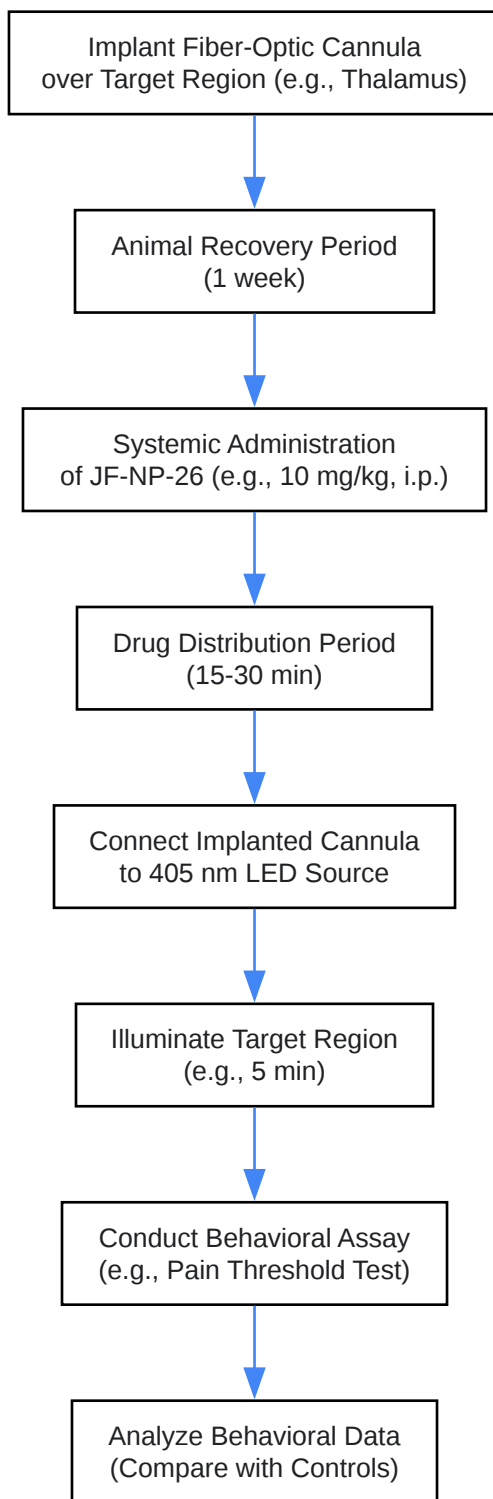 Implant Fiber-Optic Cannula
over Target Region (e.g., Thalamus)
Animal Recovery Period
(1 week)
Systemic Administration
of JF-NP-26 (e.g., 10 mg/kg, i.p.)
Drug Distribution Period
(15-30 min)
Connect Implanted Cannula
to 405 nm LED Source
Illuminate Target Region
(e.g., 5 min)
Conduct Behavioral Assay
(e.g., Pain Threshold Test)
Analyze Behavioral Data
(Compare with Controls)